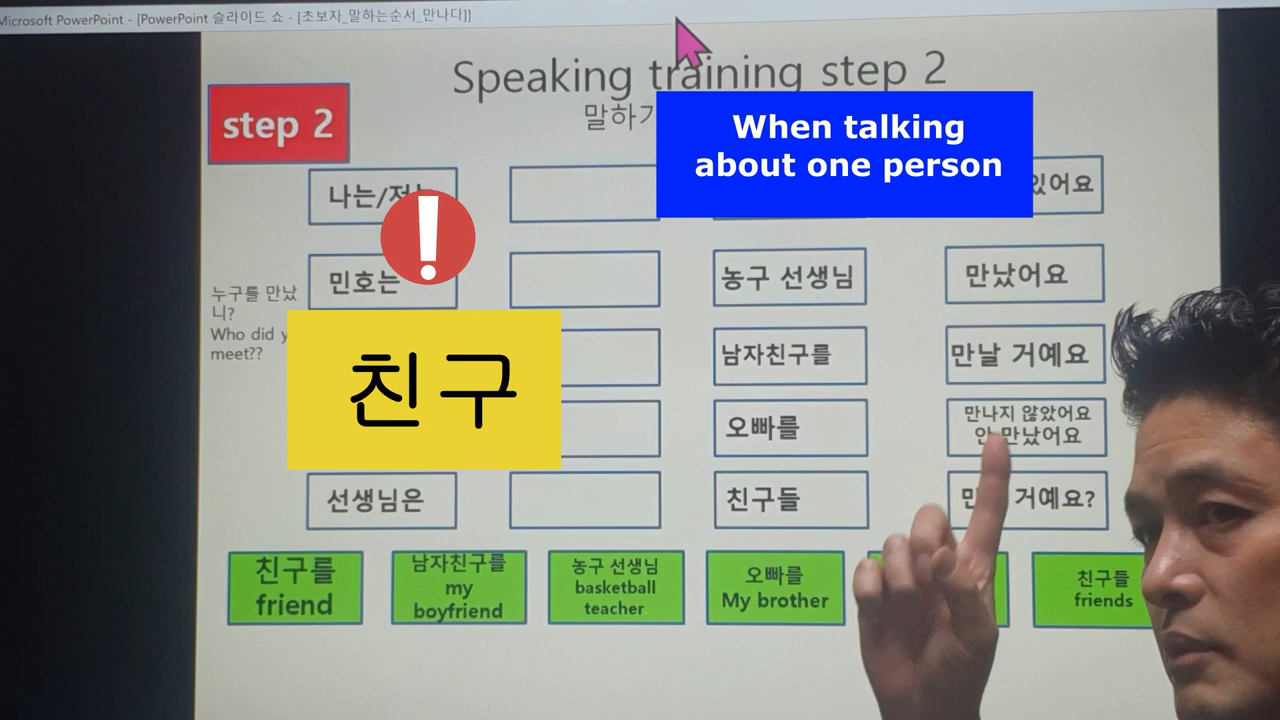 Microsoft PowerPoint - [PowerPoint 슬라이드 쇼 - [초보자_말하는순서_만나다]]
Speaking training step 2
step 2
말하기
When talking
about one person
나는/저는
있어요
민호는
농구 선생님
만났어요
누구를 만났
니?
Who did y
meet??
친구
남자친구를
만날 거예요
오빠를
만나지 않았어요
안 만났어요
선생님은
친구들
거예요?
친구를
friend
남자친구를
my
boyfriend
농구 선생님
basketball
teacher
오빠를
My brother
친구들
friends